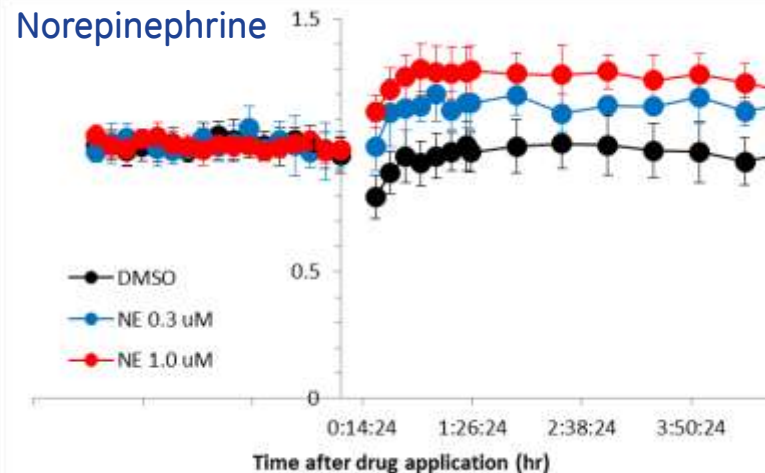 Norepinephrine
1.5
0.5
DMSO
NE 0.3 uM
NE 1.0 uM
0
0:14:24 1:26:24 2:38:24 3:50:24
Time after drug application (hr)